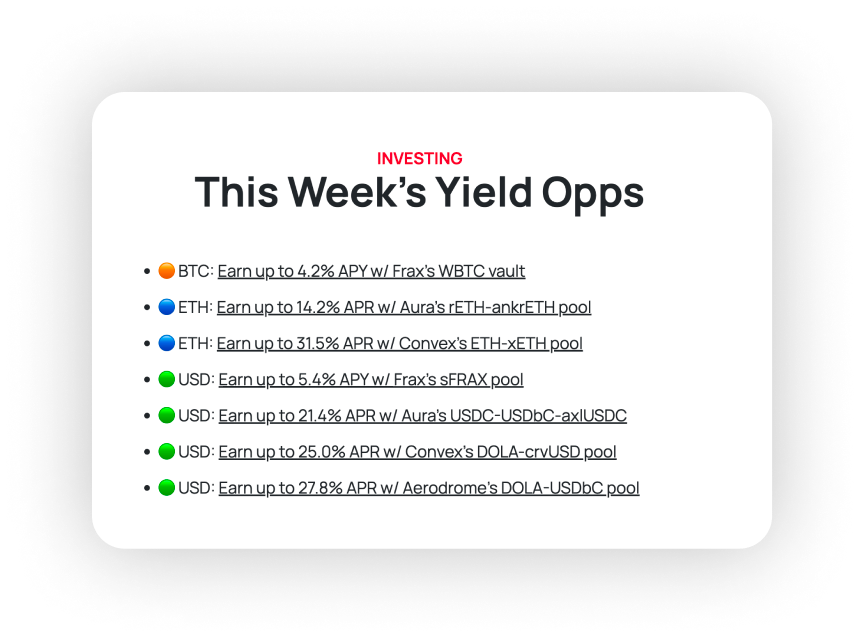 INVESTING
This Week's Yield Opps
• BTC: Earn up to 4.2% APY w/ Frax's WBTC vault
• ETH: Earn up to 14.2% APR w/ Aura's rETH-ankrETH pool
• ETH: Earn up to 31.5% APR w/ Convex's ETH-xETH pool
• USD: Earn up to 5.4% APY w/ Frax's sFRAX pool
• USD: Earn up to 21.4% APR w/ Aura's USDC-USDbC-axlUSDC
• USD: Earn up to 25.0% APR w/ Convex's DOLA-crvUSD pool
• USD: Earn up to 27.8% APR w/ Aerodrome's DOLA-USDbC pool